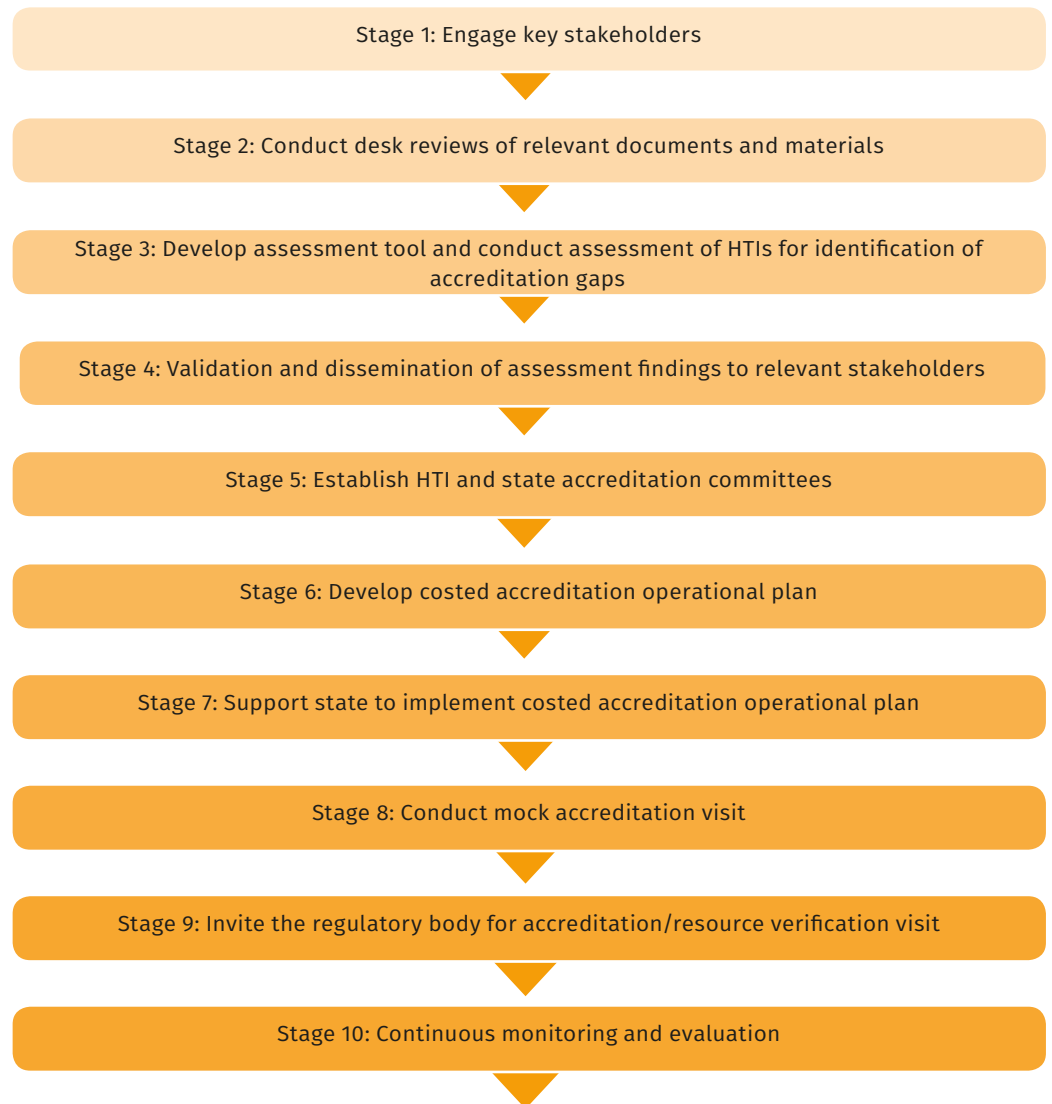 Stage 1: Engage key stakeholders
Stage 2: Conduct desk reviews of relevant documents and materials
Stage 3: Develop assessment tool and conduct assessment of HTIs for identification of
accreditation gaps
Stage 4: Validation and dissemination of assessment findings to relevant stakeholders
Stage 5: Establish HTI and state accreditation committees
Stage 6: Develop costed accreditation operational plan
Stage 7: Support state to implement costed accreditation operational plan
Stage 8: Conduct mock accreditation visit
Stage 9: Invite the regulatory body for accreditation/resource verification visit
Stage 10: Continuous monitoring and evaluation